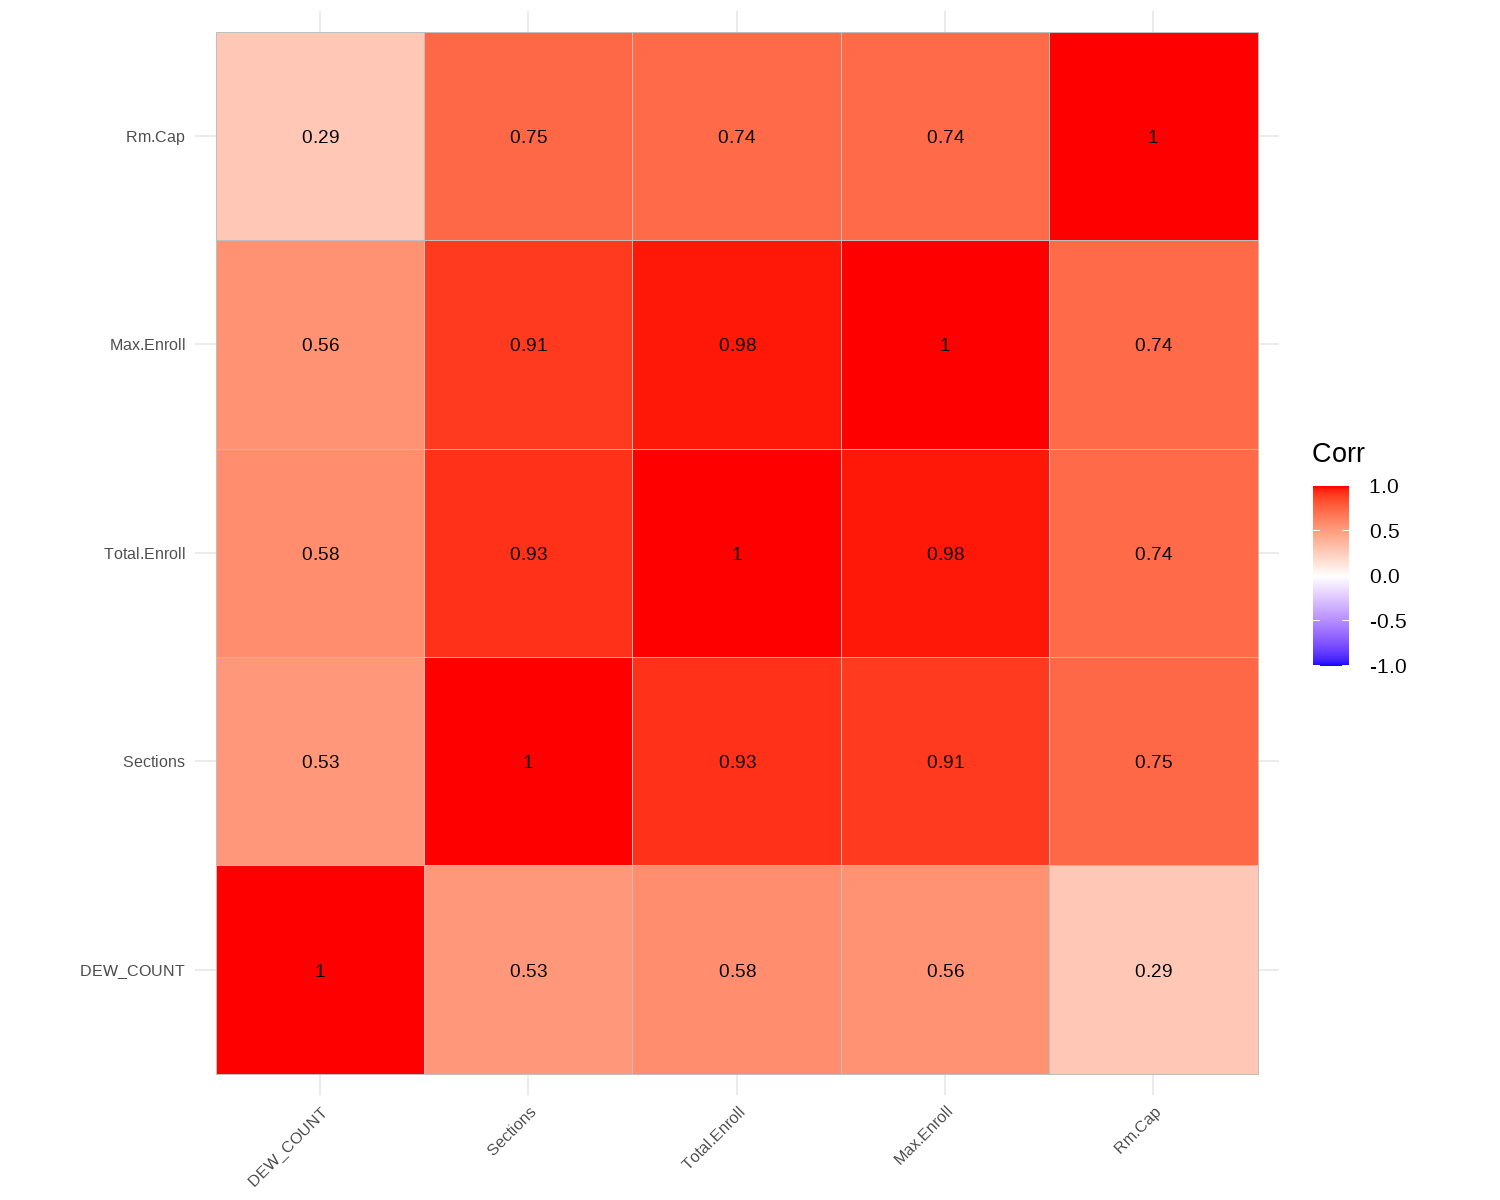 Rm.Cap
0.29 0.75 0.74 0.74 1
Max.Enroll
0.56 0.91 0.98 1 0.74
Total.Enroll
0.58 0.93 1 0.98 0.74
Sections
0.53 1 0.93 0.91 0.75
DEW_COUNT
1 0.53 0.58 0.56 0.29
DEW_COUNT
Sections
Total.Enroll
Max.Enroll
Rm.Cap
Corr
1.0
0.5
0.0
-0.5
-1.0